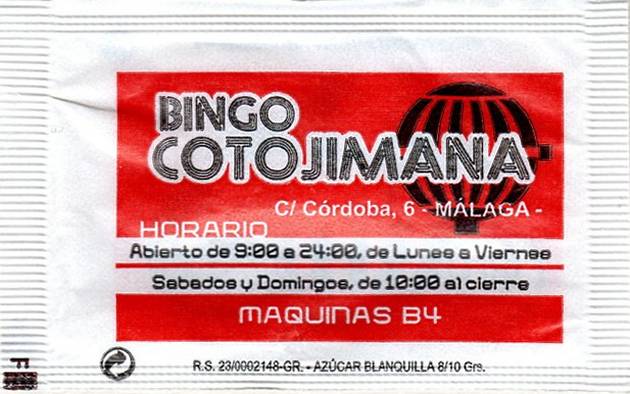 BINGO
COTOJIMANA
C/ Córdoba, 6 - MÁLAGA -
HORARIO
Abierto de 9:00 a 24:00, de Lunes a Viernes
Sabados y Domingos, de 10:00 al cierre
MAQUINAS B4
R.S. 23/0002148-GR. - AZÚCAR BLANQUILLA 8/10 Grs.